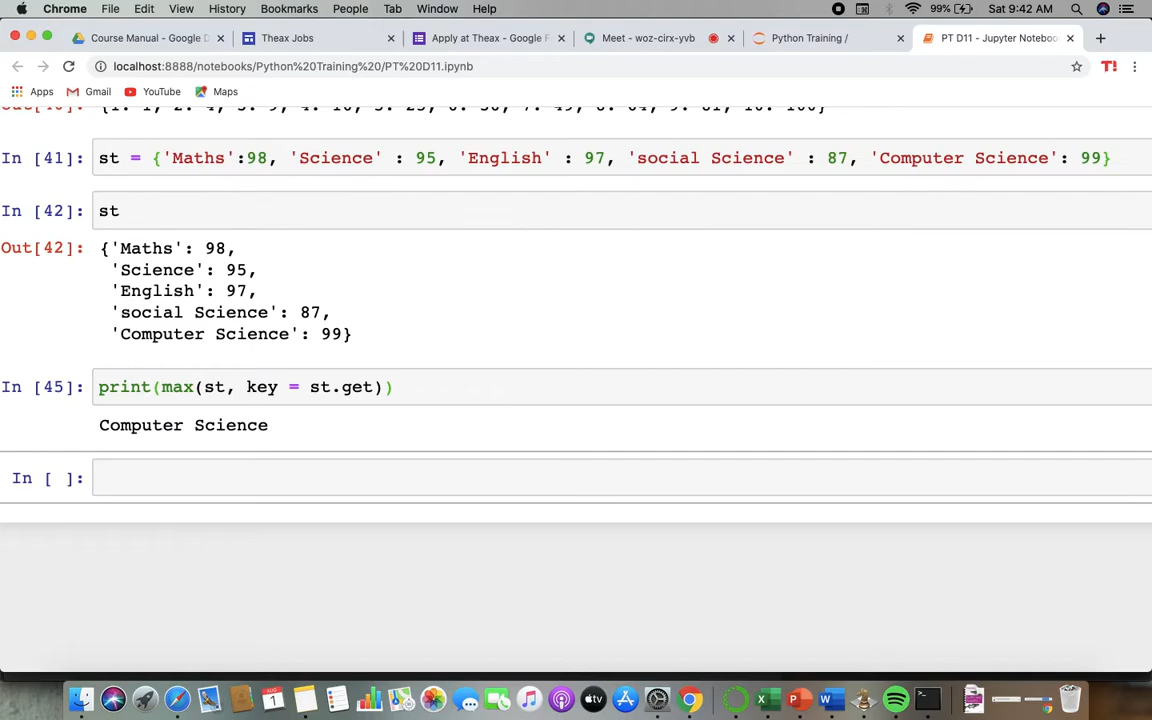 Chrome File Edit View History Bookmarks People Tab Window Help 99% Sat 9:42 AM
Course Manual - Google D Theax Jobs Apply at Theax - Google F Meet - woz-cirx-yvb Python Training / PT D11 - Jupyter Noteboo
localhost:8888/notebooks/Python%20Training%20/PT%20D11.ipynb T!
Apps Gmail YouTube Maps
In [41]: st = {'Maths':98, 'Science' : 95, 'English' : 97, 'social Science' : 87, 'Computer Science': 99}
In [42]: st
Out[42]: {'Maths': 98,
'Science': 95,
'English': 97,
'social Science': 87,
'Computer Science': 99}
In [45]: print(max(st, key = st.get))
Computer Science
In [ ]:
AUG
1
tv